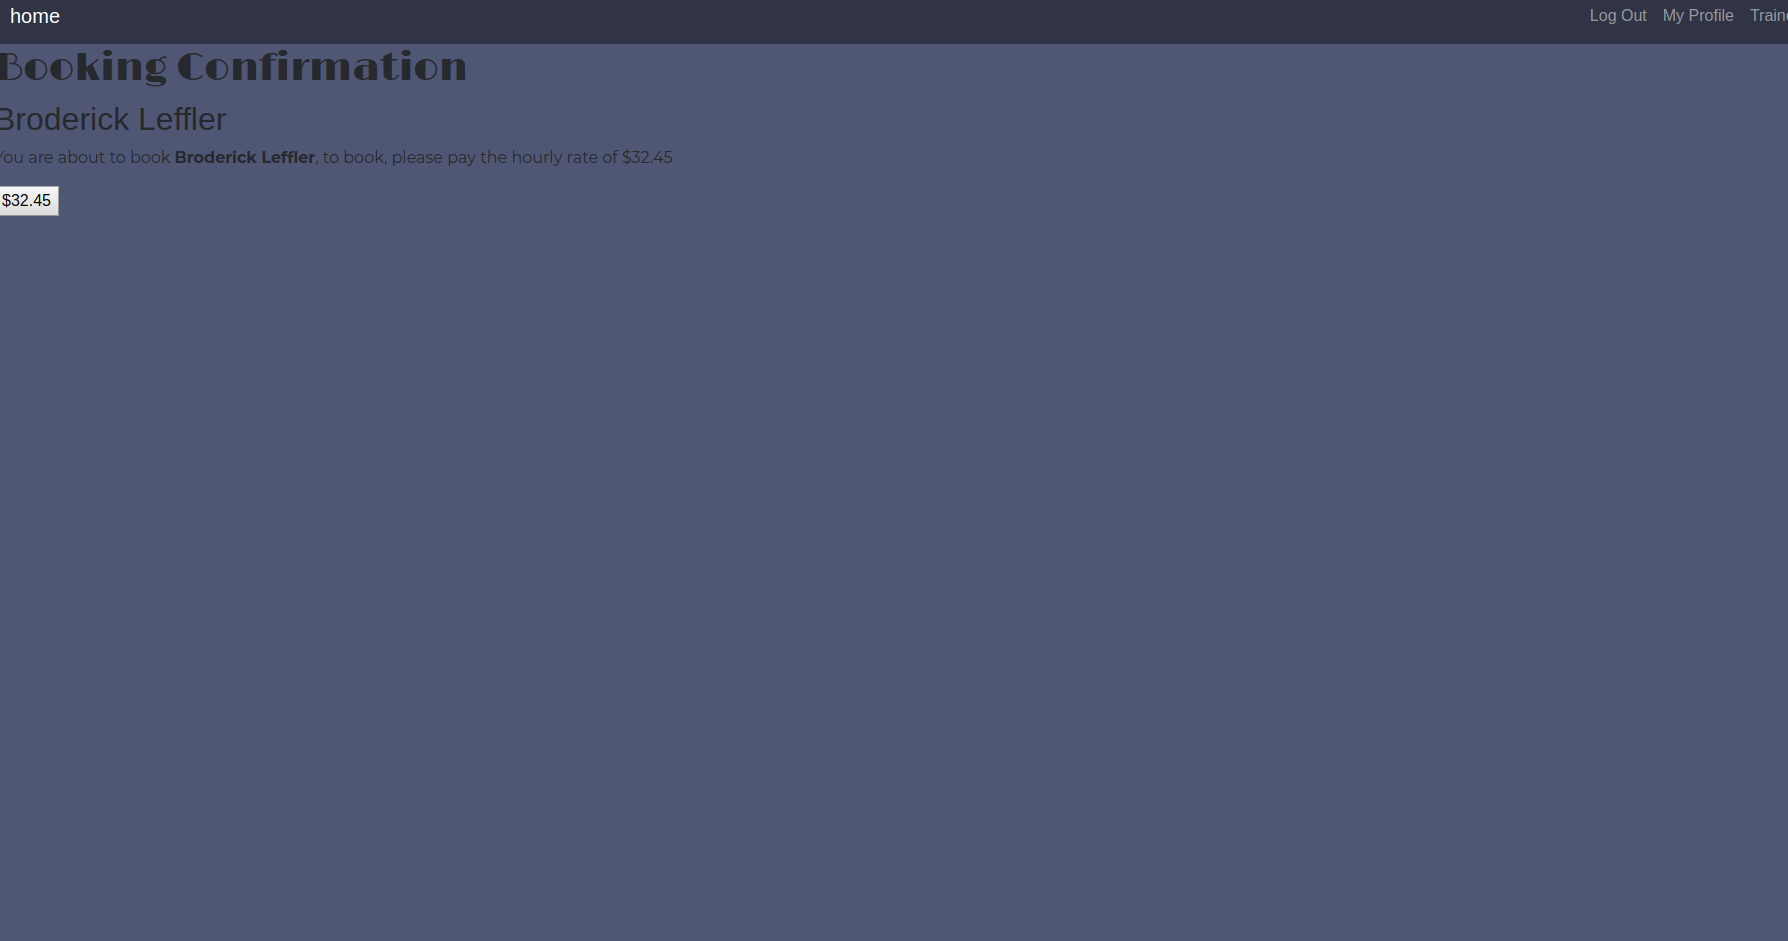 home Log Out My Profile Traine
Booking Confirmation
Broderick Leffler
You are about to book Broderick Leffler, to book, please pay the hourly rate of $32.45
$32.45